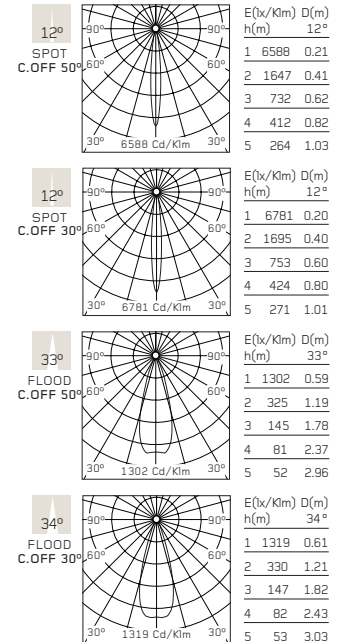 12º
SPOT
C.OFF 50º
90º 90º
60º 60º
30º 30º
6588 Cd/Klm
E(lx/Klm) D(m)
h(m) 12°
1 6588 0.21
2 1647 0.41
3 732 0.62
4 412 0.82
5 264 1.03
12º
SPOT
C.OFF 30º
90º 90º
60º 60º
30º 30º
6781 Cd/Klm
E(lx/Klm) D(m)
h(m) 12°
1 6781 0.20
2 1695 0.40
3 753 0.60
4 424 0.80
5 271 1.01
33º
FLOOD
C.OFF 50º
90º 90º
60º 60º
30º 30º
1302 Cd/Klm
E(lx/Klm) D(m)
h(m) 33°
1 1302 0.59
2 325 1.19
3 145 1.78
4 81 2.37
5 52 2.96
34º
FLOOD
C.OFF 30º
90º 90º
60º 60º
30º 30º
1319 Cd/Klm
E(lx/Klm) D(m)
h(m) 34°
1 1319 0.61
2 330 1.21
3 147 1.82
4 82 2.43
5 53 3.03